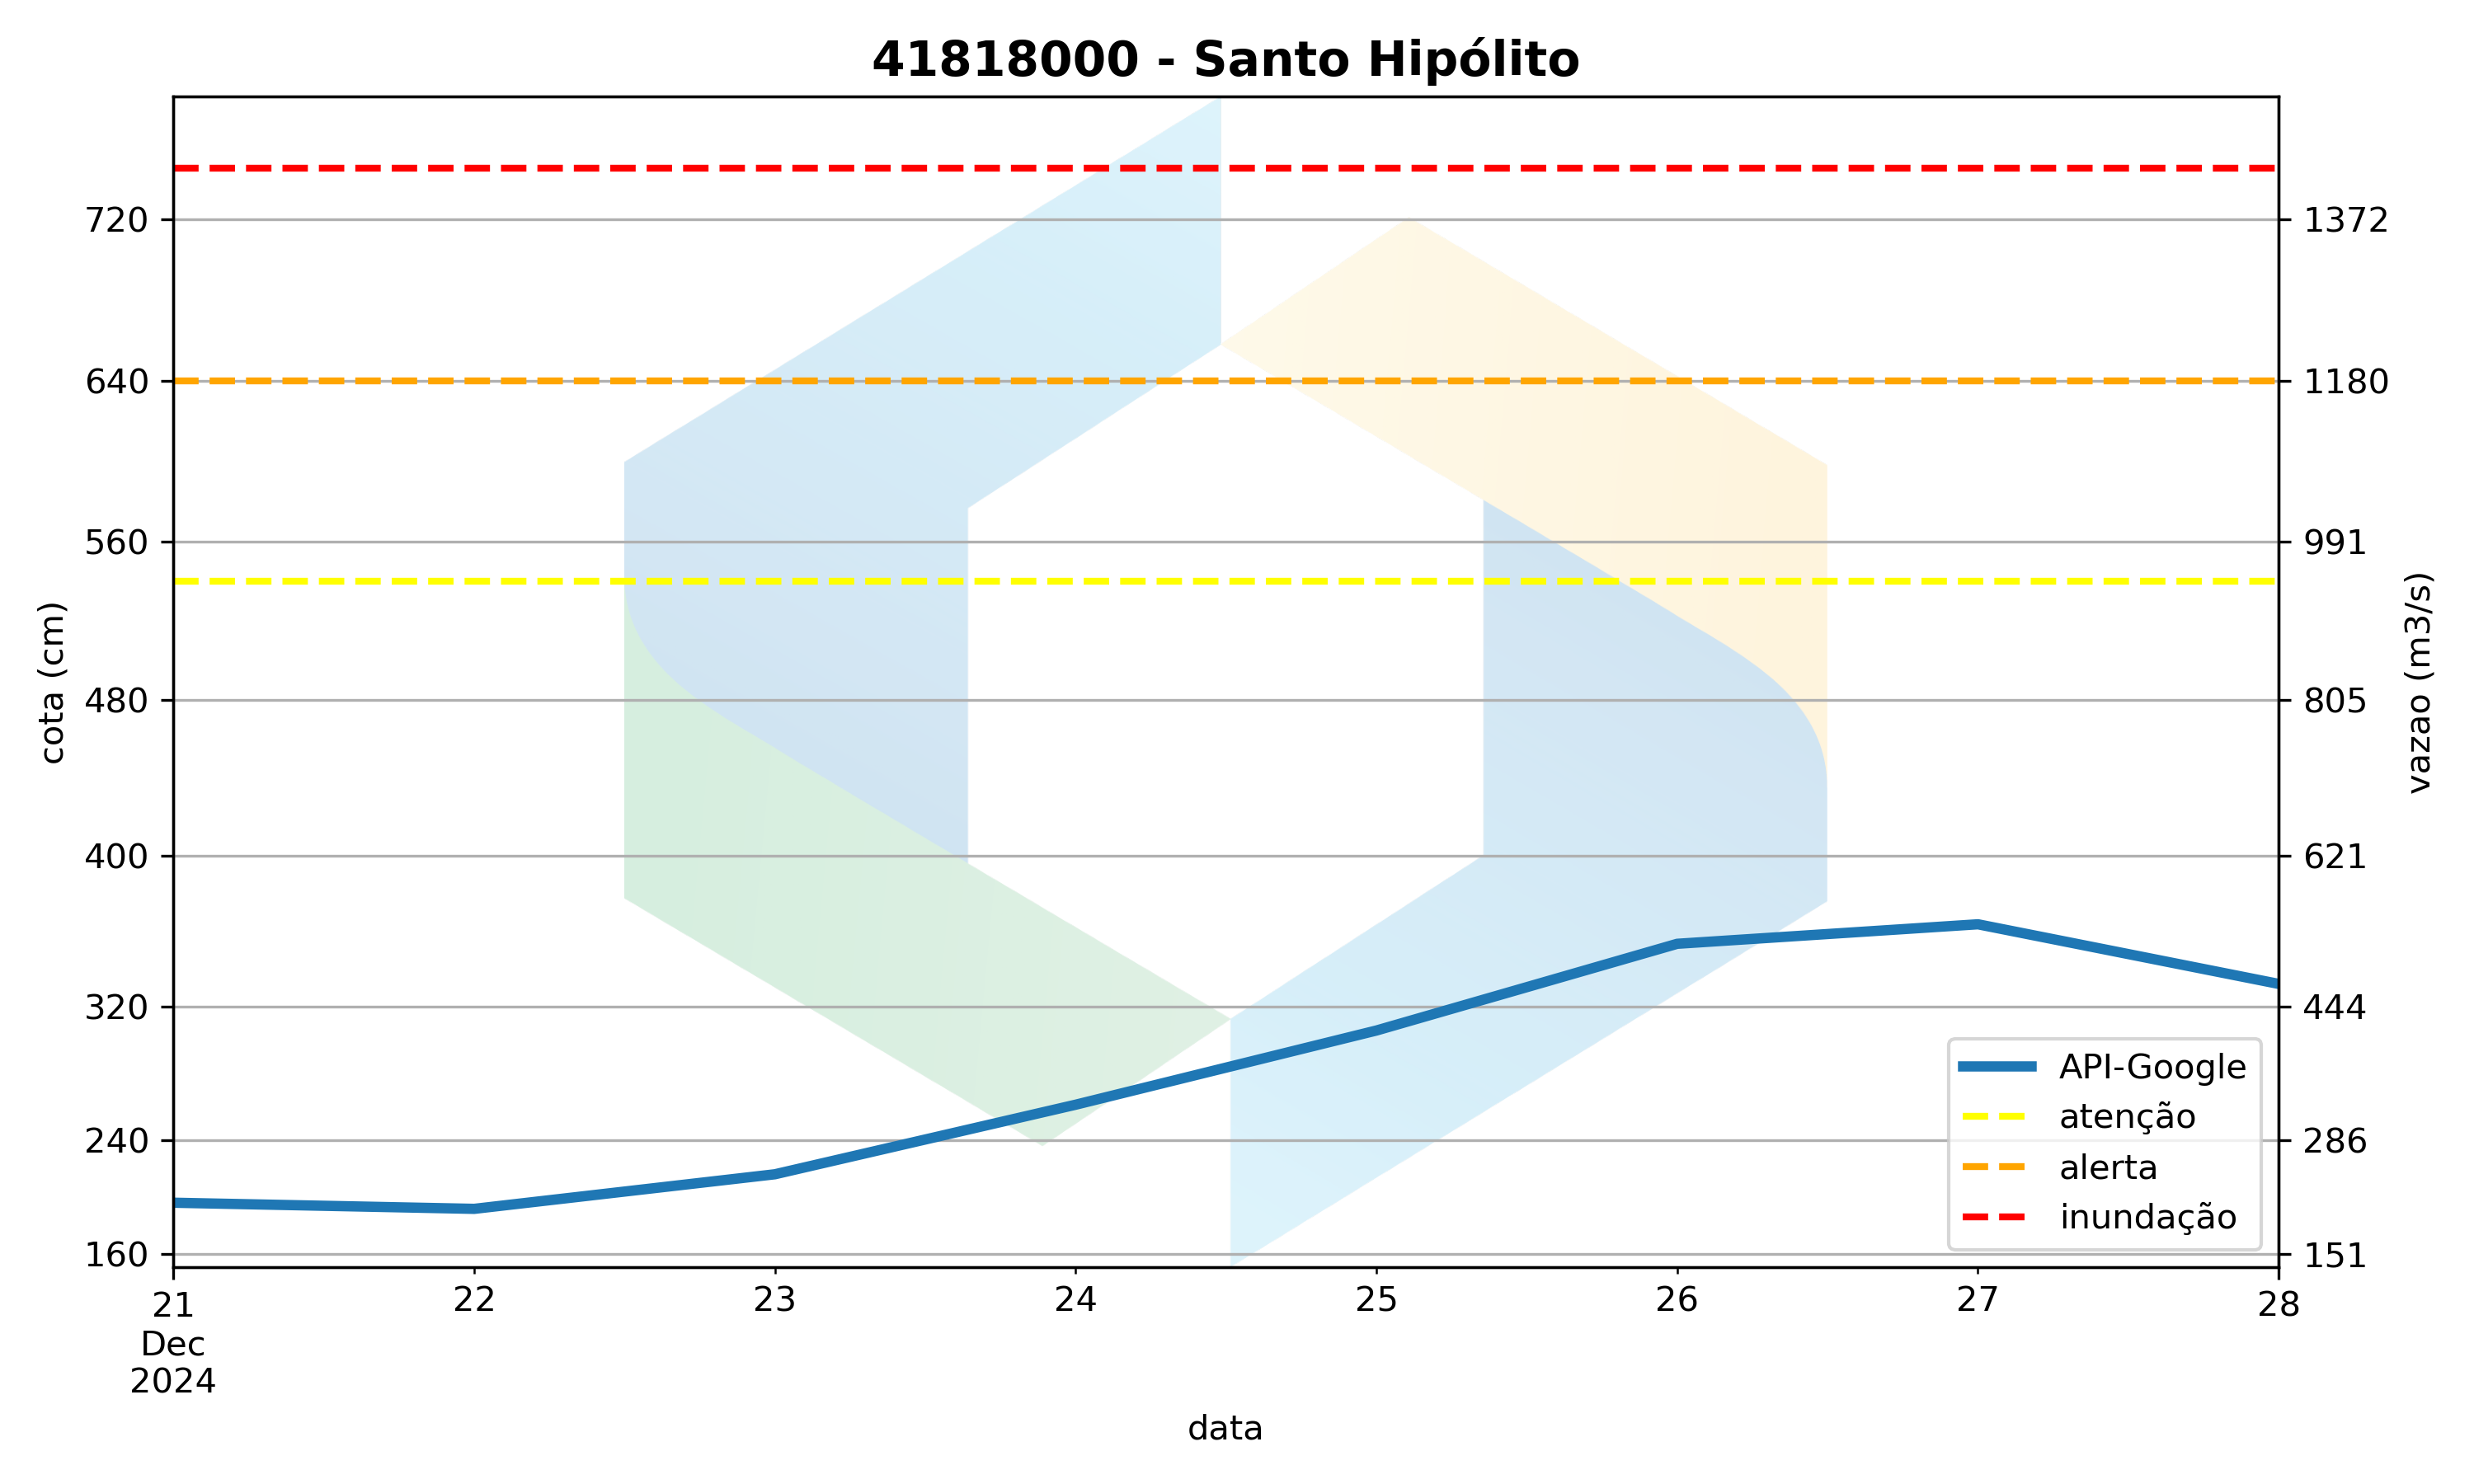 41818000 - Santo Hipólito
cota (cm)
720
640
560
480
400
320
240
160
1372
1180
991
805
621
444
286
151
vazao (m3/s)
API-Google
atenção
alerta
inundação
21 22 23 24 25 26 27 28
Dec
2024
data